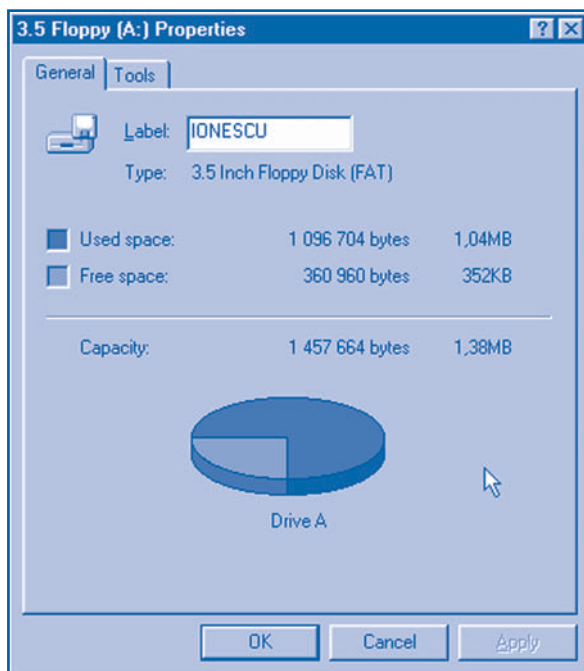 3.5 Floppy (A:) Properties
General Tools
Label: IONESCU
Type: 3.5 Inch Floppy Disk (FAT)
Used space: 1 096 704 bytes 1,04MB
Free space: 360 960 bytes 352KB
Capacity: 1 457 664 bytes 1,38MB
Drive A
OK Cancel Apply